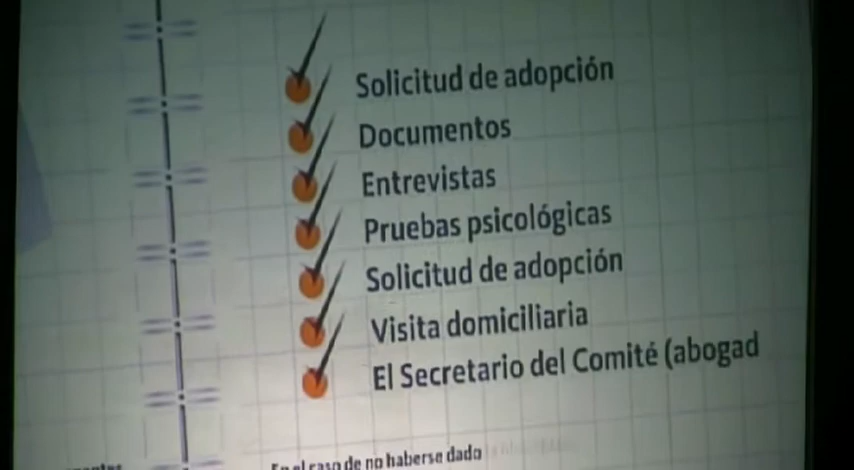 Solicitud de adopción
Documentos
Entrevistas
Pruebas psicológicas
Solicitud de adopción
Visita domiciliaria
El Secretario del Comité (abogad
En el caso de no haberse dado